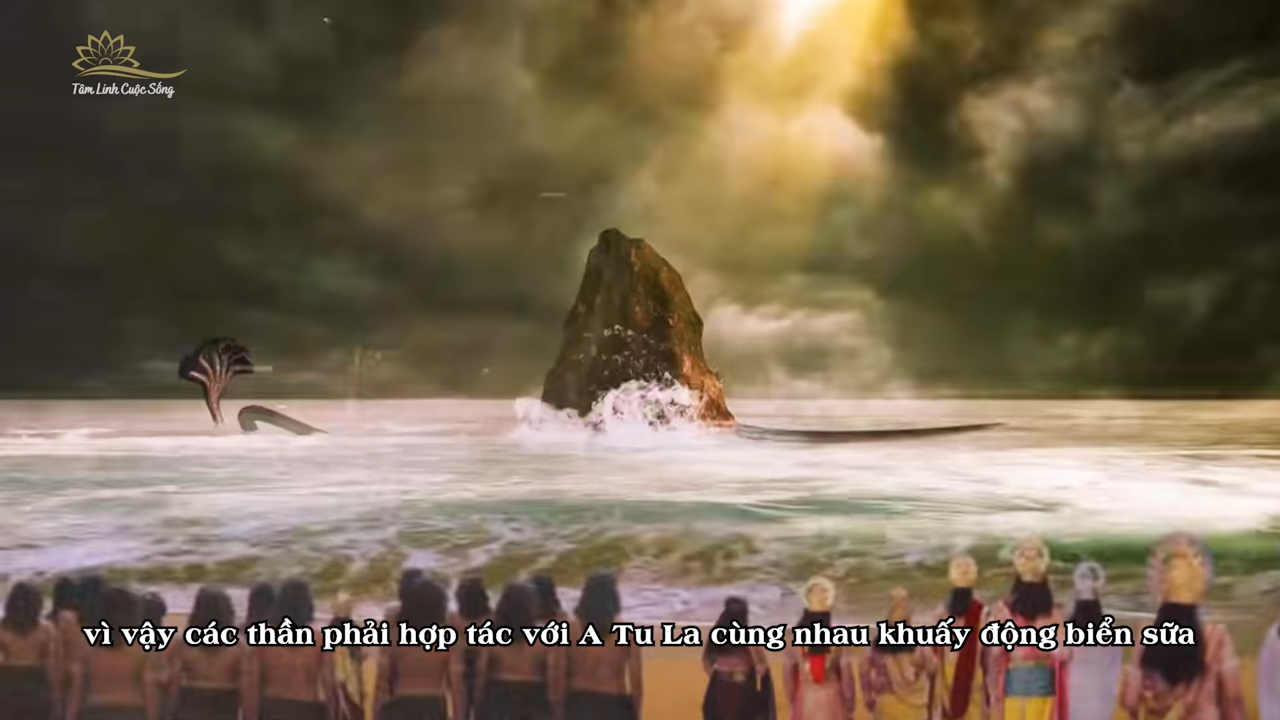 Tâm Linh Cuộc Sống
vì vậy các thần phải hợp tác với A Tu La cùng nhau khuấy động biển sữa